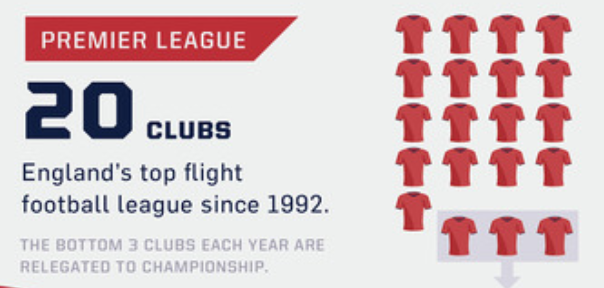 PREMIER LEAGUE
20 CLUBS
England's top flight
football league since 1992.
THE BOTTOM 3 CLUBS EACH YEAR ARE
RELEGATED TO CHAMPIONSHIP.